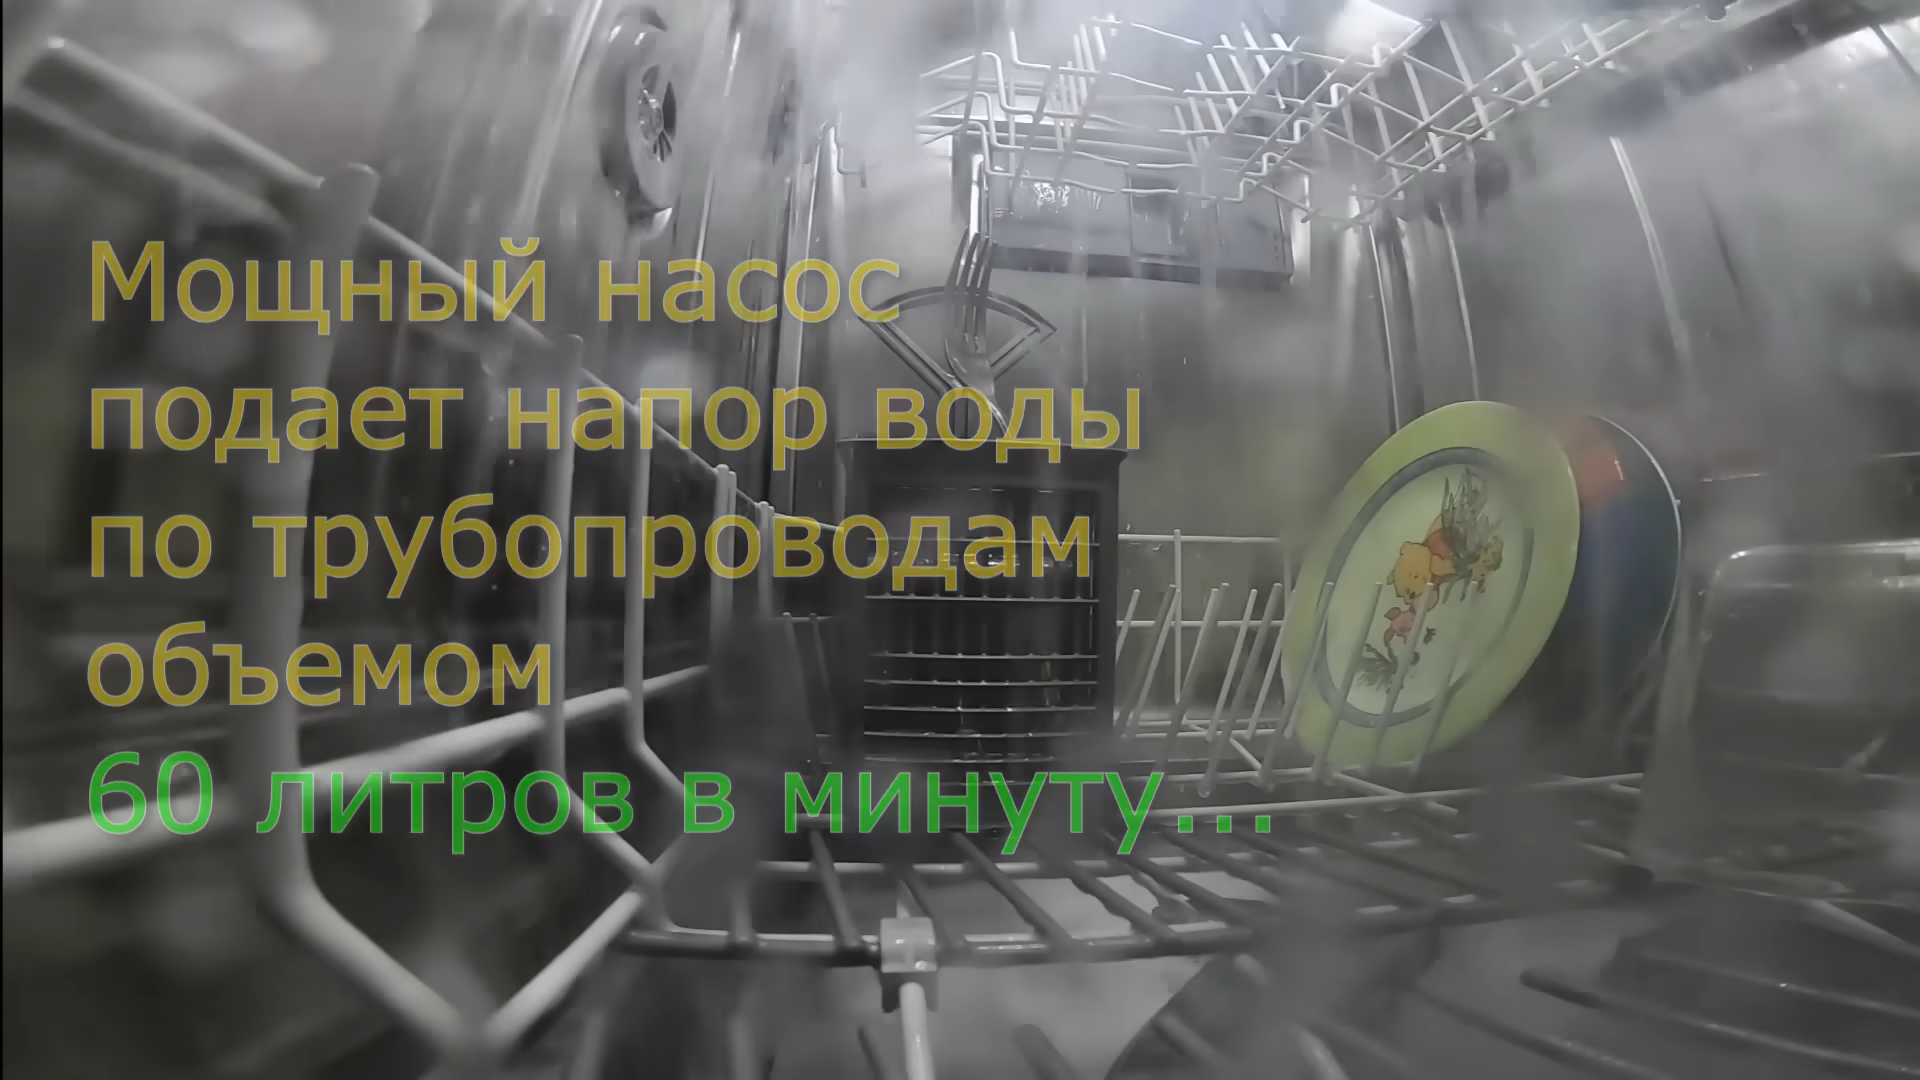 Мощный насос
подает напор воды
по трубопроводам
объемом
60 литров в минуту...